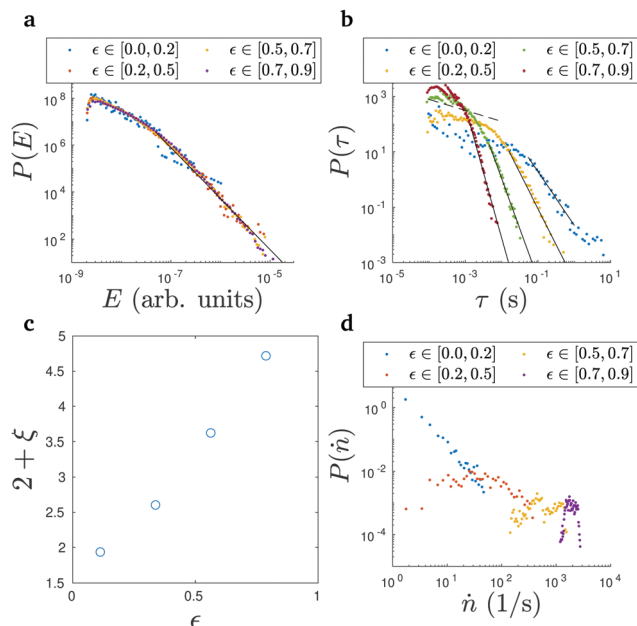 a
ϵ ∈ [0.0, 0.2] ϵ ∈ [0.5, 0.7]
ϵ ∈ [0.2, 0.5] ϵ ∈ [0.7, 0.9]
10^8
10^6
10^4
10^2
P(E)
10^-9 10^-7 10^-5
E (arb. units)
b
ϵ ∈ [0.0, 0.2] ϵ ∈ [0.5, 0.7]
ϵ ∈ [0.2, 0.5] ϵ ∈ [0.7, 0.9]
10^3
10^1
10^-1
10^-3
P(τ)
10^-5 10^-3 10^-1 10^1
τ (s)
c
5
4.5
4
3.5
3
2.5
2
1.5
2 + ξ
0 0.5 1
ϵ
d
ϵ ∈ [0.0, 0.2] ϵ ∈ [0.5, 0.7]
ϵ ∈ [0.2, 0.5] ϵ ∈ [0.7, 0.9]
10^0
10^-2
10^-4
P(ṅ)
10^0 10^1 10^2 10^3 10^4
ṅ (1/s)